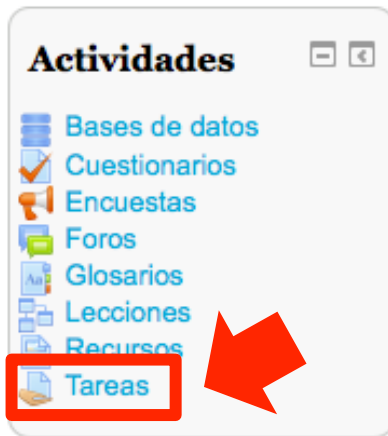 Actividades
Bases de datos
Cuestionarios
Encuestas
Foros
Glosarios
Lecciones
Recursos
Tareas